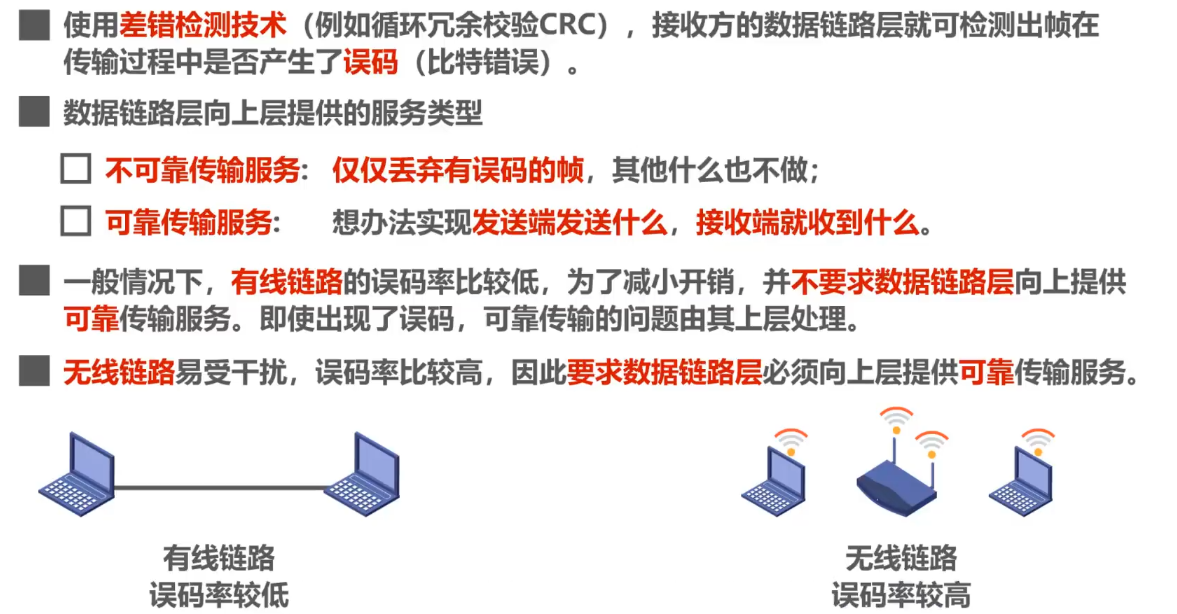 使用差错检测技术（例如循环冗余校验CRC），接收方的数据链路层就可检测出帧在
传输过程中是否产生了误码（比特错误）。
数据链路层向上层提供的服务类型
不可靠传输服务：仅仅丢弃有误码的帧，其他什么也不做；
可靠传输服务：想办法实现发送端发送什么，接收端就收到什么。
一般情况下，有线链路的误码率比较低，为了减小开销，并不要求数据链路层向上提供
可靠传输服务。即使出现了误码，可靠传输的问题由其上层处理。
无线链路易受干扰，误码率比较高，因此要求数据链路层必须向上层提供可靠传输服务。
有线链路
误码率较低
无线链路
误码率较高